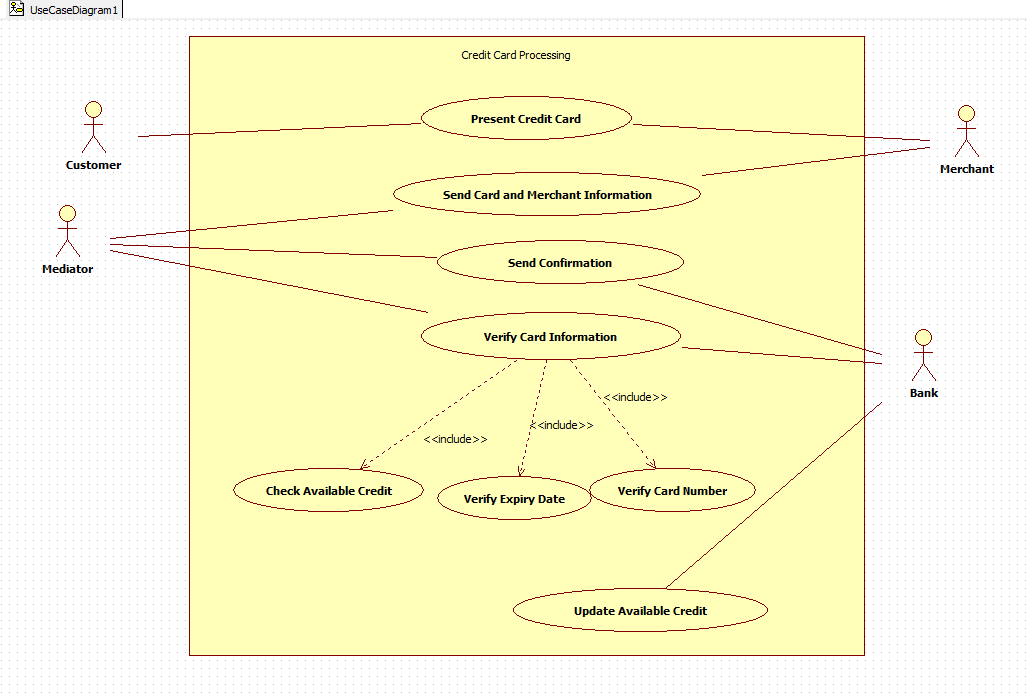 UseCaseDiagram1
Credit Card Processing
Present Credit Card
Customer
Merchant
Send Card and Merchant Information
Mediator
Send Confirmation
Verify Card Information
Bank
<<include>>
<<include>>
<<include>>
Check Available Credit
Verify Expiry Date
Verify Card Number
Update Available Credit